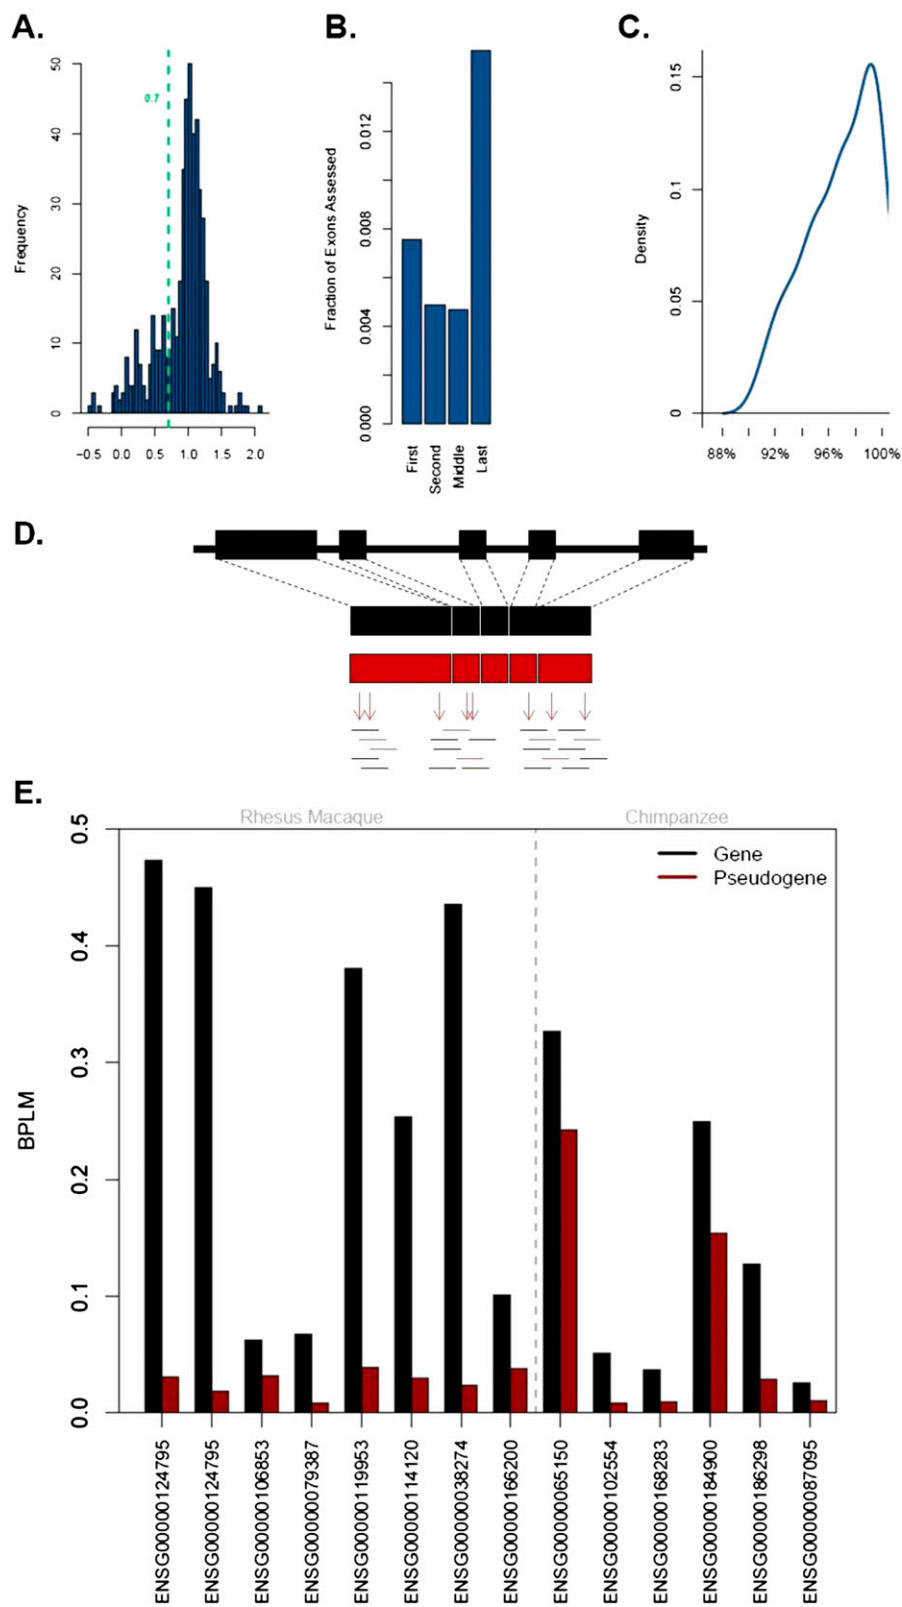 A.
B.
C.
Frequency
50
40
30
20
10
0
0.7
-0.5 0.0 0.5 1.0 1.5 2.0
Fraction of Exons Assessed
0.012
0.008
0.004
0.000
First
Second
Middle
Last
Density
0.15
0.1
0.05
0
88% 92% 96% 100%
D.
E.
Rhesus Macaque Chimpanzee
Gene
Pseudogene
BPLM
0.5
0.4
0.3
0.2
0.1
0.0
ENSG00000124795
ENSG00000124795
ENSG00000106853
ENSG00000079387
ENSG00000119953
ENSG00000114120
ENSG00000038274
ENSG00000166200
ENSG00000065150
ENSG00000102554
ENSG00000168283
ENSG00000184900
ENSG00000186298
ENSG00000087095